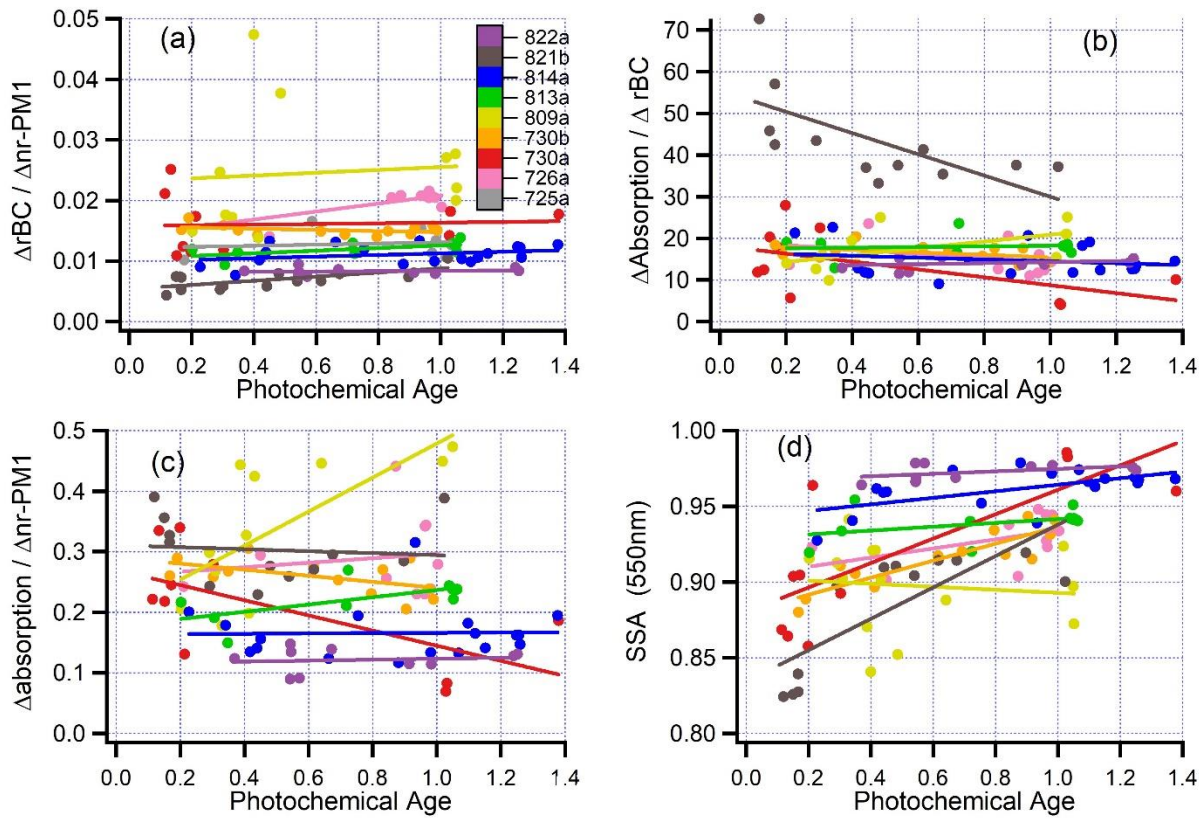 (a)
ΔrBC / Δnr-PM1
0.05
0.04
0.03
0.02
0.01
0.00
822a
821b
814a
813a
809a
730b
730a
726a
725a
0.0 0.2 0.4 0.6 0.8 1.0 1.2 1.4
Photochemical Age
(b)
ΔAbsorption / Δ rBC
70
60
50
40
30
20
10
0
0.0 0.2 0.4 0.6 0.8 1.0 1.2 1.4
Photochemical Age
(c)
Δabsorption / Δnr-PM1
0.5
0.4
0.3
0.2
0.1
0.0
0.0 0.2 0.4 0.6 0.8 1.0 1.2 1.4
Photochemical Age
(d)
SSA (550nm)
1.00
0.95
0.90
0.85
0.80
0.0 0.2 0.4 0.6 0.8 1.0 1.2 1.4
Photochemical Age